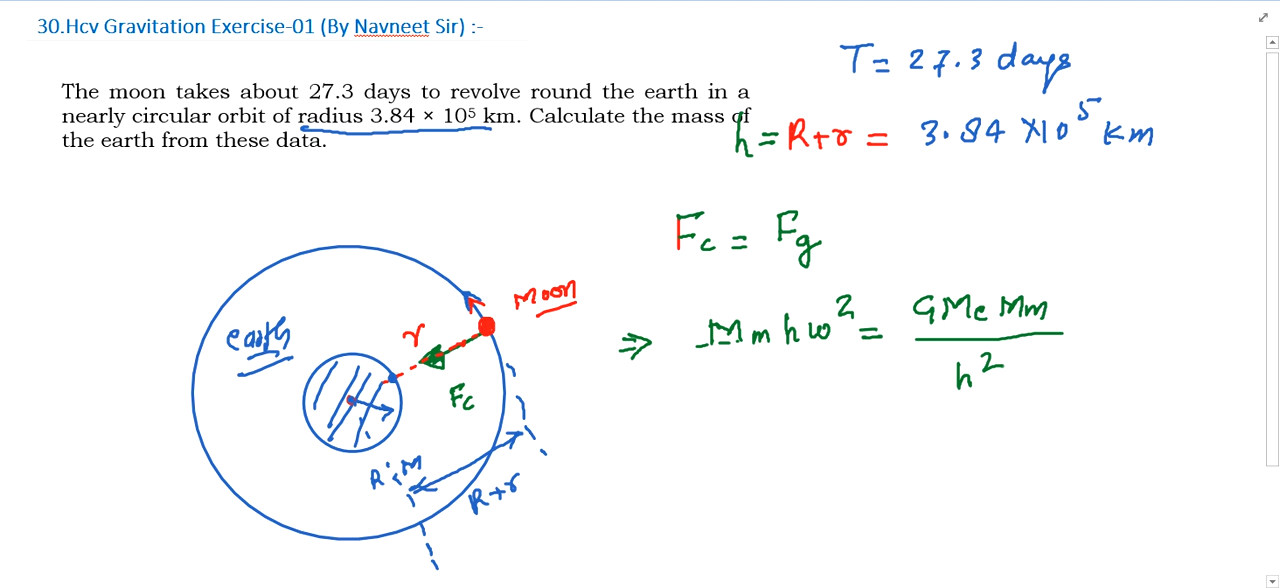 30.Hcv Gravitation Exercise-01 (By Navneet Sir) :-
T = 27.3 days
The moon takes about 27.3 days to revolve round the earth in a
nearly circular orbit of radius 3.84 × 10⁵ km. Calculate the mass of
the earth from these data.
h = R+r = 3.84 ×10⁵ km
Fc = Fg
⇒ Mm h ω² = GMe Mm / h²
Moon
earth
r
Fc
R; M
R+r